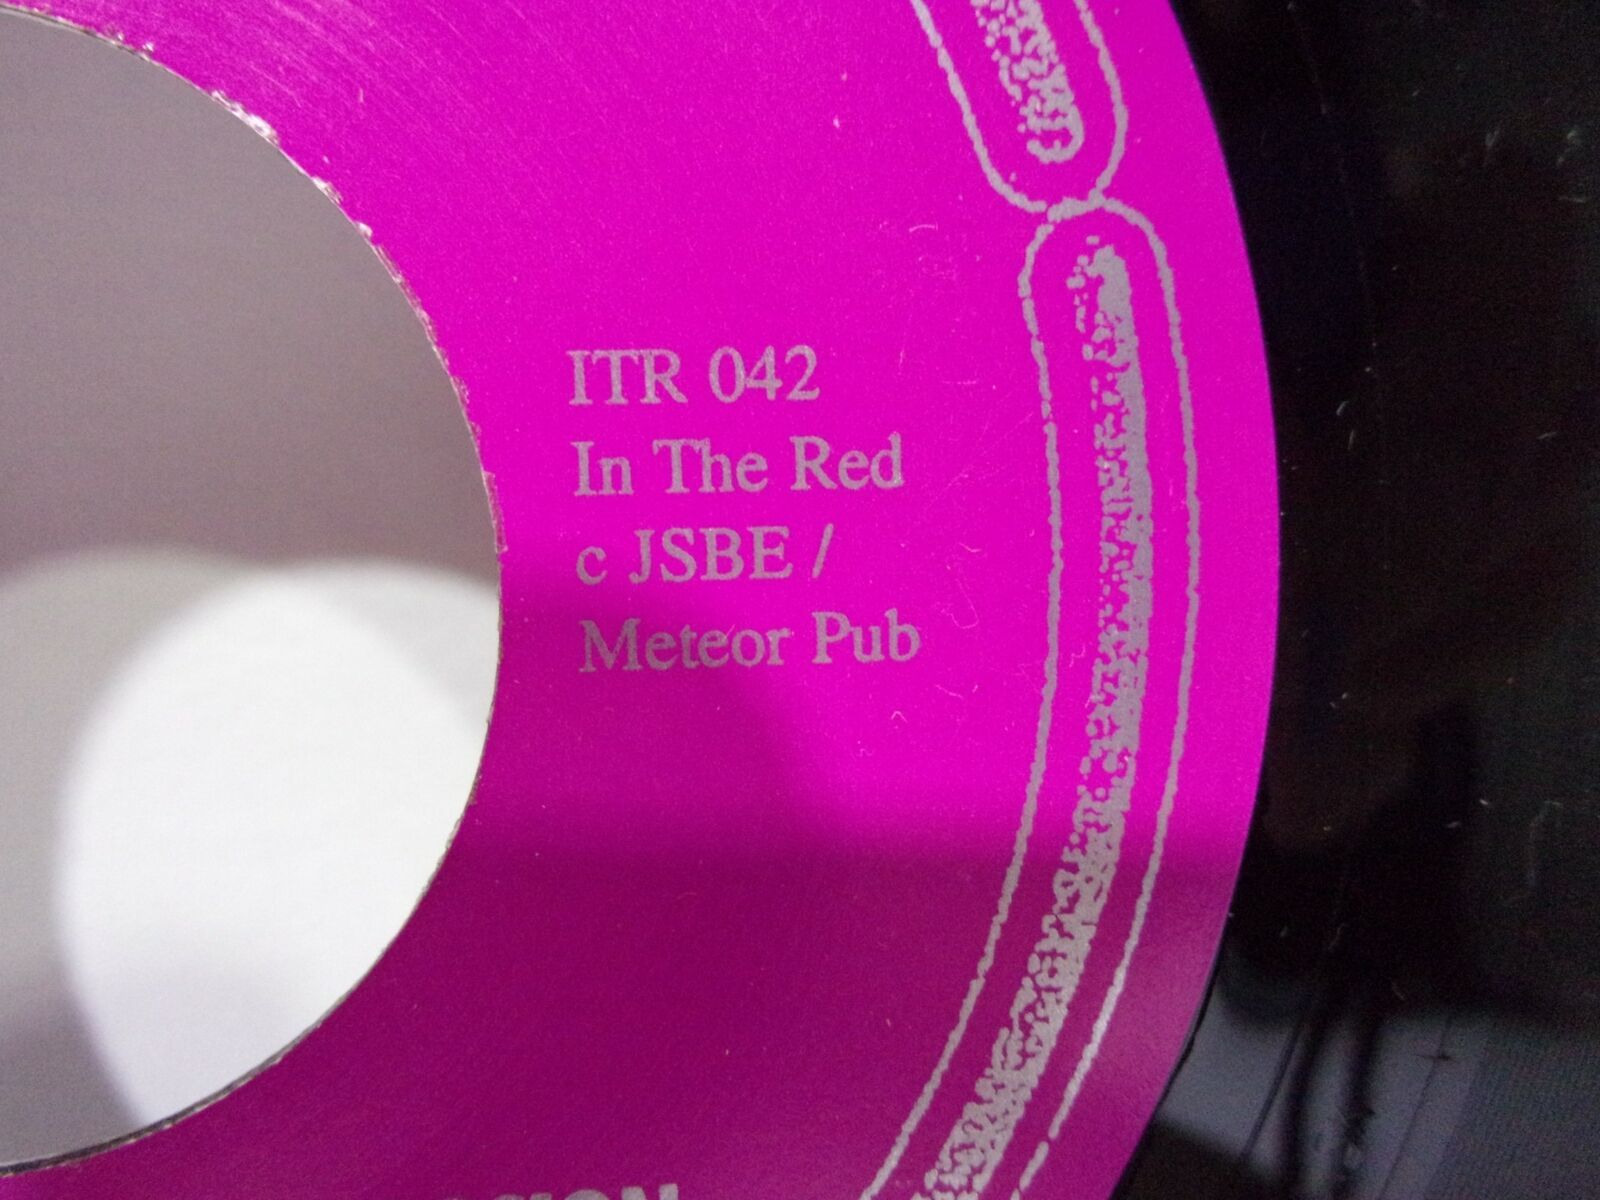 ITR 042
In The Red
c JSBE /
Meteor Pub